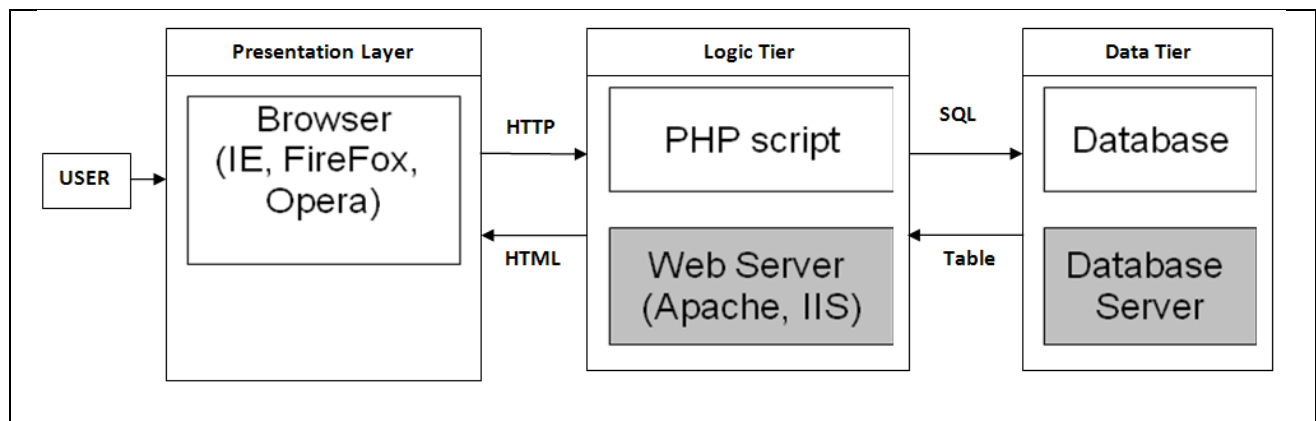 Presentation Layer
Logic Tier
Data Tier
USER
Browser
(IE, FireFox,
Opera)
HTTP
HTML
PHP script
Web Server
(Apache, IIS)
SQL
Table
Database
Database
Server